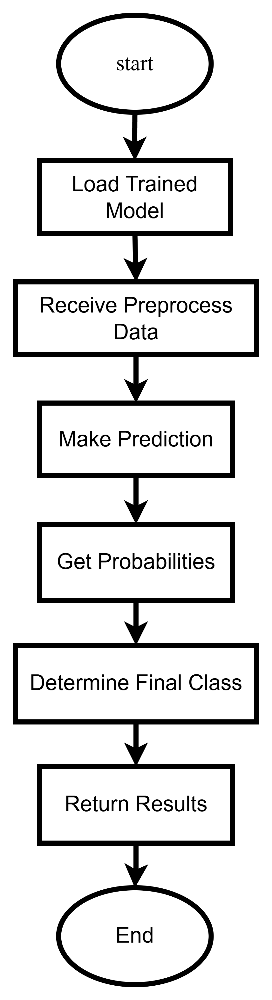 start
Load Trained
Model
Receive Preprocess
Data
Make Prediction
Get Probabilities
Determine Final Class
Return Results
End